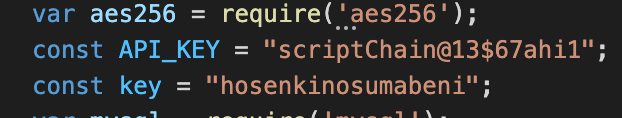 var aes256 = require('aes256');
const API_KEY = "scriptChain@13$67ahi1";
const key = "hosenkinosumabeni";